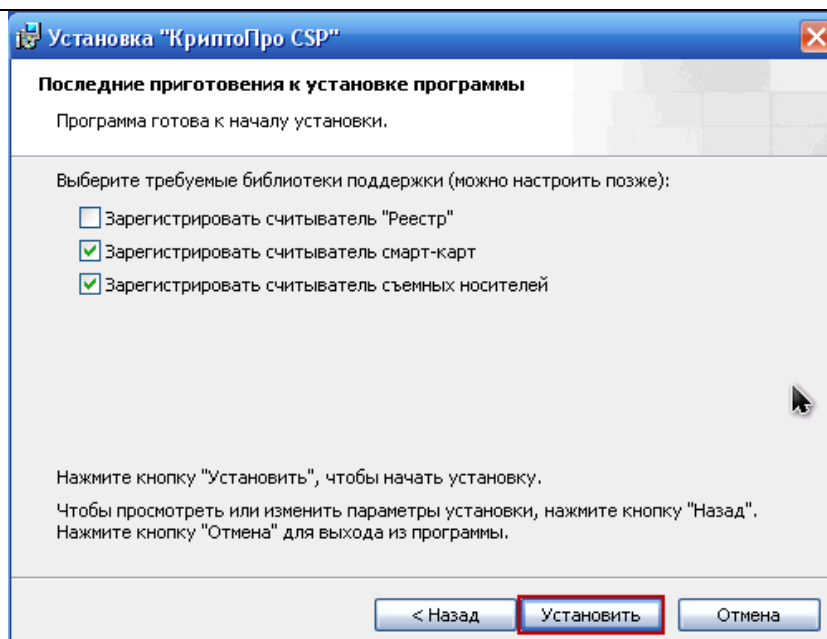 Установка "КриптоПро CSP"
Последние приготовения к установке программы
Программа готова к началу установки.
Выберите требуемые библиотеки поддержки (можно настроить позже):
Зарегистрировать считыватель "Реестр"
Зарегистрировать считыватель смарт-карт
Зарегистрировать считыватель съемных носителей
Нажмите кнопку "Установить", чтобы начать установку.
Чтобы просмотреть или изменить параметры установки, нажмите кнопку "Назад".
Нажмите кнопку "Отмена" для выхода из программы.
< Назад
Установить
Отмена